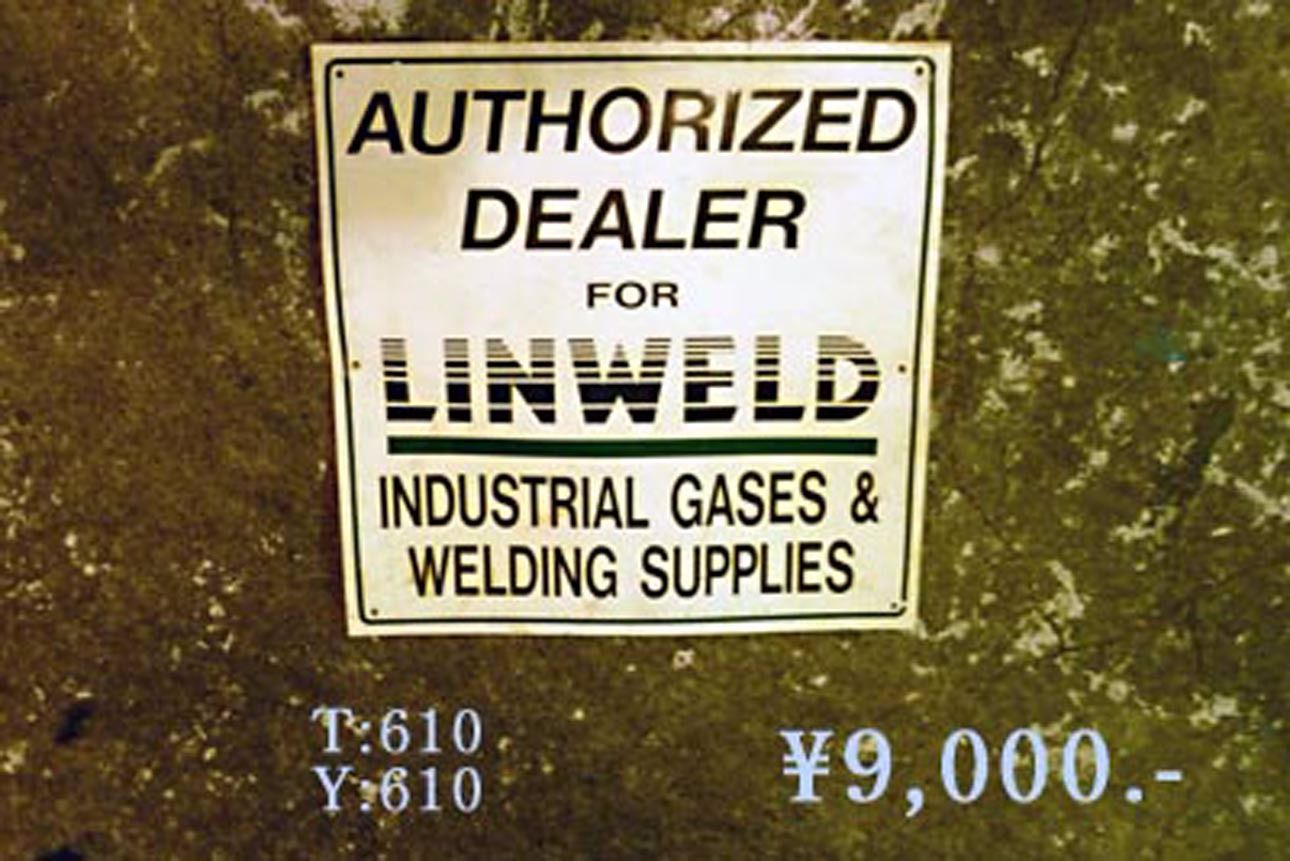 AUTHORIZED
DEALER
FOR
LINWELD
INDUSTRIAL GASES &
WELDING SUPPLIES
T:610
Y:610
¥9,000.-